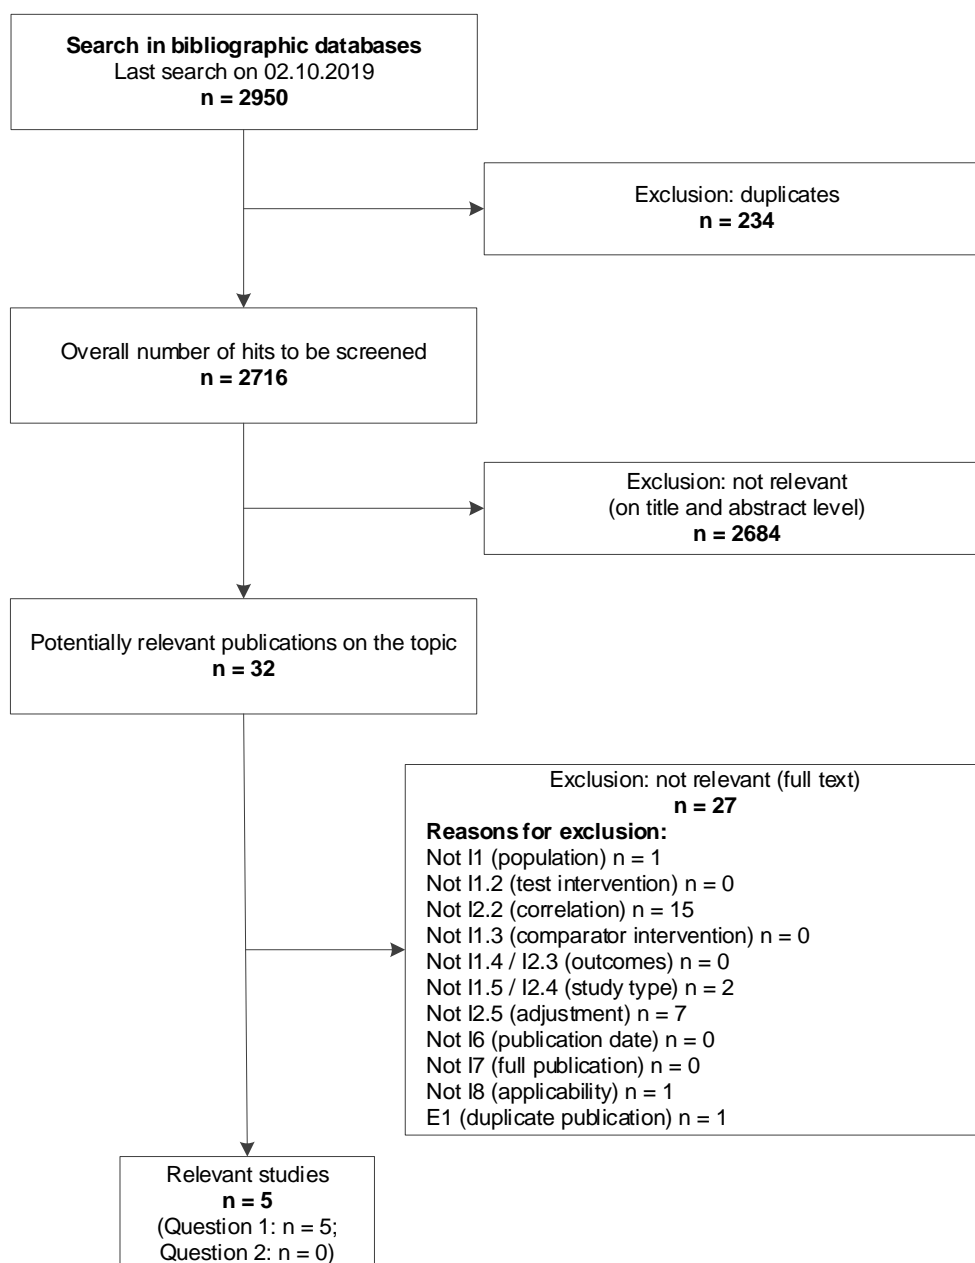 Search in bibliographic databases
Last search on 02.10.2019
n = 2950
Exclusion: duplicates
n = 234
Overall number of hits to be screened
n = 2716
Exclusion: not relevant
(on title and abstract level)
n = 2684
Potentially relevant publications on the topic
n = 32
Exclusion: not relevant (full text)
n = 27
Reasons for exclusion:
Not I1 (population) n = 1
Not I1.2 (test intervention) n = 0
Not I2.2 (correlation) n = 15
Not I1.3 (comparator intervention) n = 0
Not I1.4 / I2.3 (outcomes) n = 0
Not I1.5 / I2.4 (study type) n = 2
Not I2.5 (adjustment) n = 7
Not I6 (publication date) n = 0
Not I7 (full publication) n = 0
Not I8 (applicability) n = 1
E1 (duplicate publication) n = 1
Relevant studies
n = 5
(Question 1: n = 5;
Question 2: n = 0)